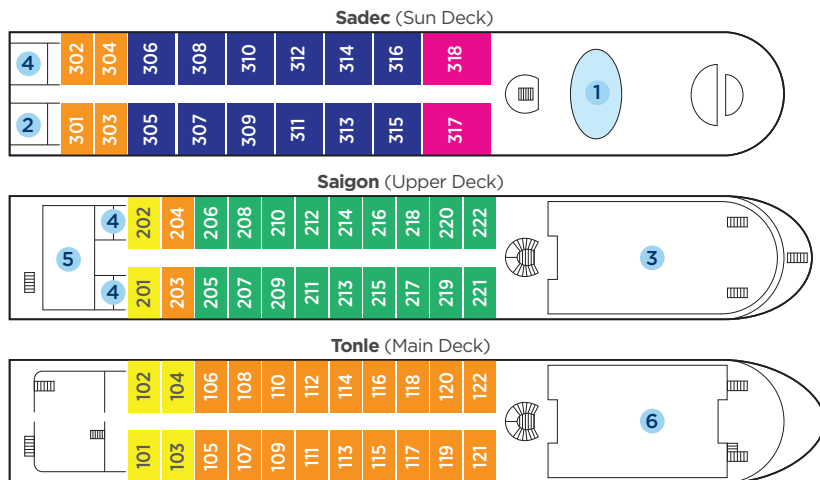 Sadec (Sun Deck)
4 302 304 306 308 310 312 314 316 318
1
2 301 303 305 307 309 311 313 315 317
Saigon (Upper Deck)
4 202 204 206 208 210 212 214 216 218 220 222
5 3
4 201 203 205 207 209 211 213 215 217 219 221
Tonle (Main Deck)
102 104 106 108 110 112 114 116 118 120 122
6
101 103 105 107 109 111 113 115 117 119 121